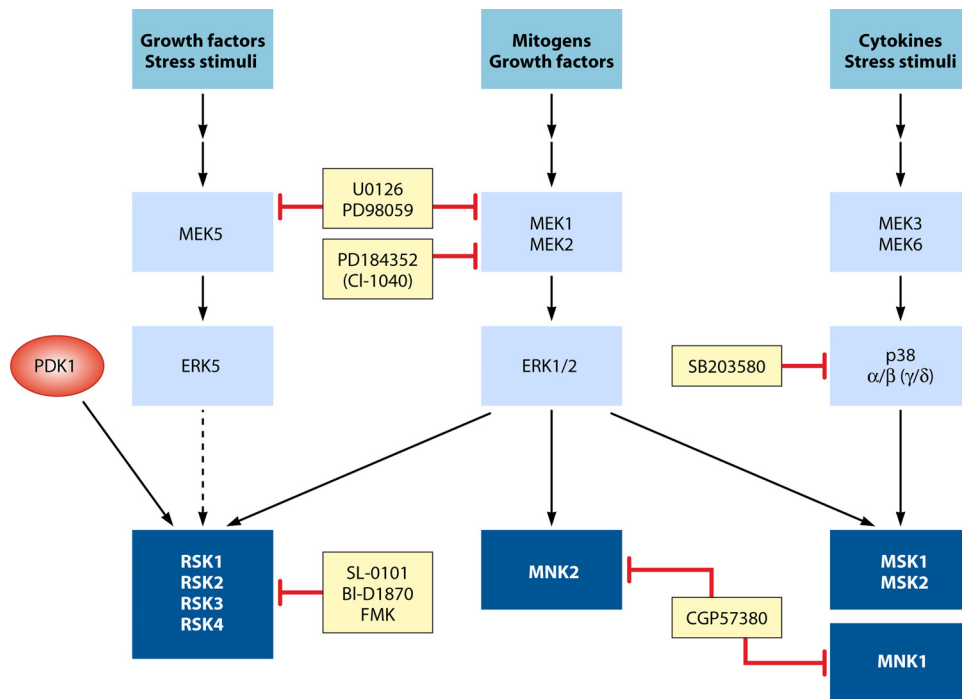 Growth factors
Stress stimuli
Mitogens
Growth factors
Cytokines
Stress stimuli
U0126
PD98059
MEK5
MEK1
MEK2
MEK3
MEK6
PD184352
(CI-1040)
PDK1
ERK5
ERK1/2
SB203580
p38
α/β (γ/δ)
RSK1
RSK2
RSK3
RSK4
SL-0101
BI-D1870
FMK
MNK2
MSK1
MSK2
CGP57380
MNK1